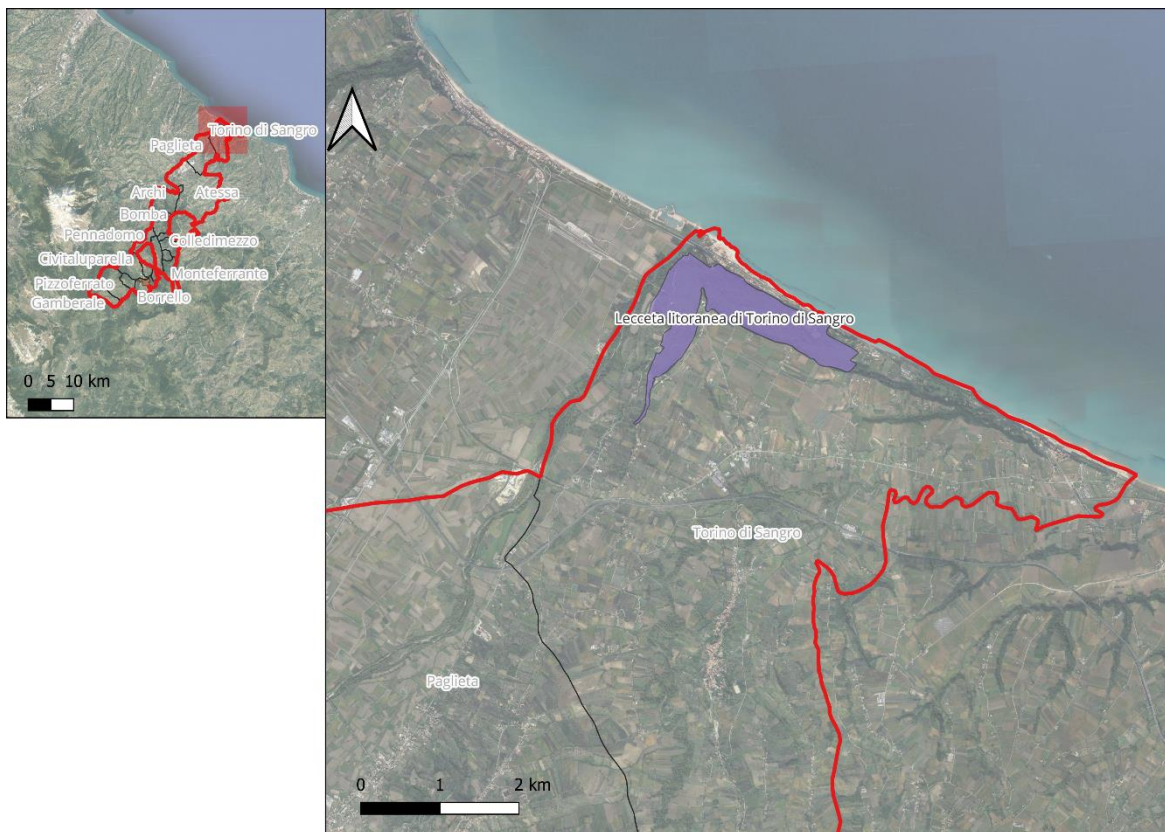 Torino di Sangro
Paglieta
Archi
Atessa
Bomba
Pennadomo
Colledimezzo
Civitaluparella
Monteferrante
Pizzoferrato
Borrello
Gamberale
0 5 10 km
Lecceta litoranea di Torino di Sangro
Torino di Sangro
Paglieta
0 1 2 km